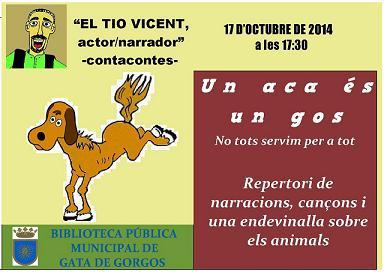 “EL TIO VICENT,
actor/narrador”
-contacontes-
17 D'OCTUBRE DE 2014
a les 17:30
Un aca és
un gos
No tots servim per a tot
Repertori de
narracions, cançons i
una endevinalla sobre
els animals
BIBLIOTECA PÚBLICA
MUNICIPAL DE
GATA DE GORGOS